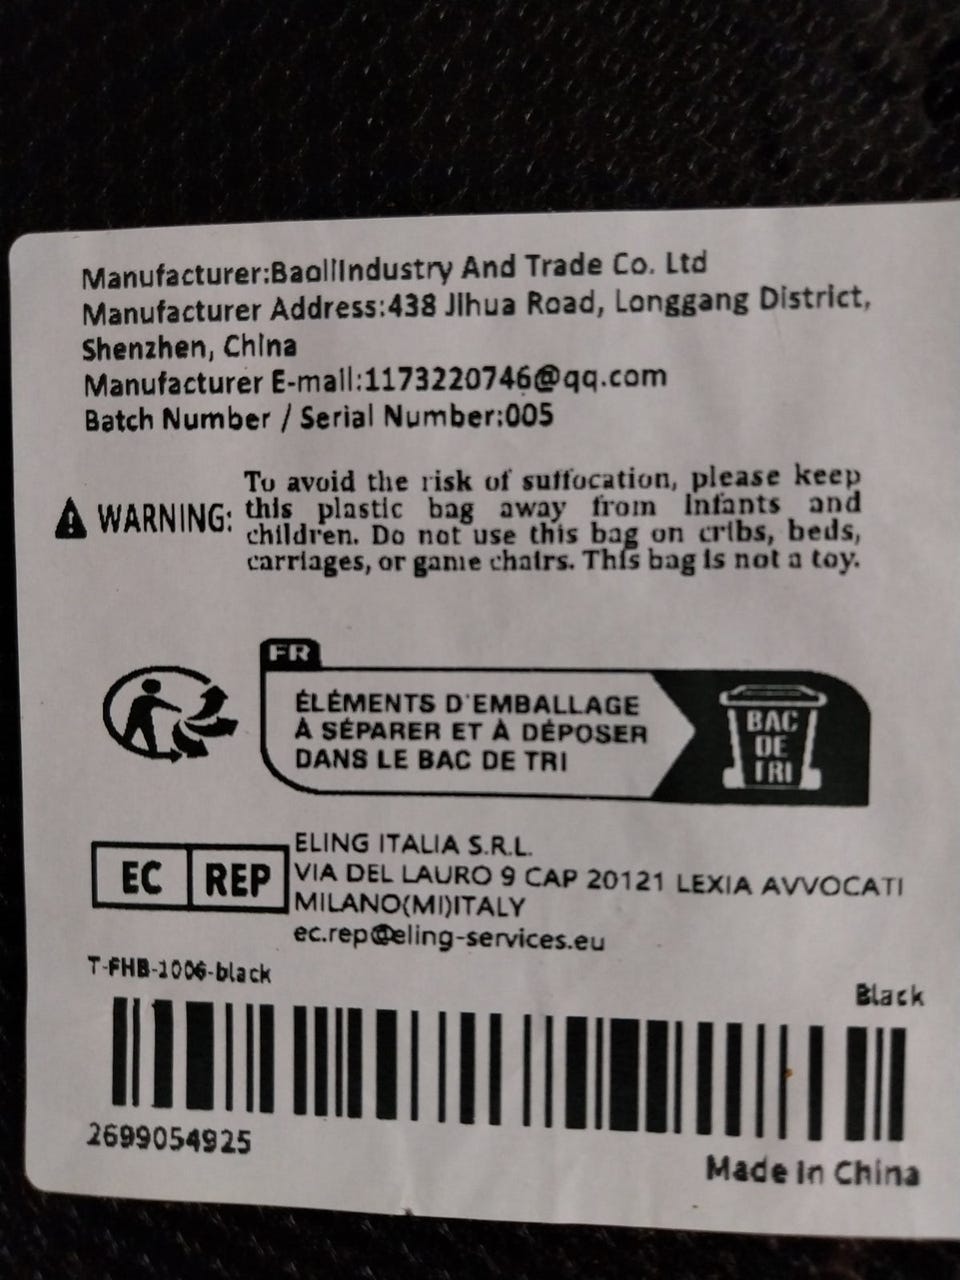 Manufacturer:BaoliIndustry And Trade Co. Ltd
Manufacturer Address:438 Jihua Road, Longgang District,
Shenzhen, China
Manufacturer E-mail:1173220746@qq.com
Batch Number / Serial Number:005
WARNING:
To avoid the risk of suffocation, please keep
this plastic bag away from infants and
children. Do not use this bag on cribs, beds,
carriages, or game chairs. This bag is not a toy.
FR
ÉLÉMENTS D'EMBALLAGE
À SÉPARER ET À DÉPOSER
DANS LE BAC DE TRI
BAC
DE
TRI
EC REP
ELING ITALIA S.R.L.
VIA DEL LAURO 9 CAP 20121 LEXIA AVVOCATI
MILANO(MI)ITALY
ec.rep@eling-services.eu
T-FHB-1006-black
Black
2699054925
Made in China